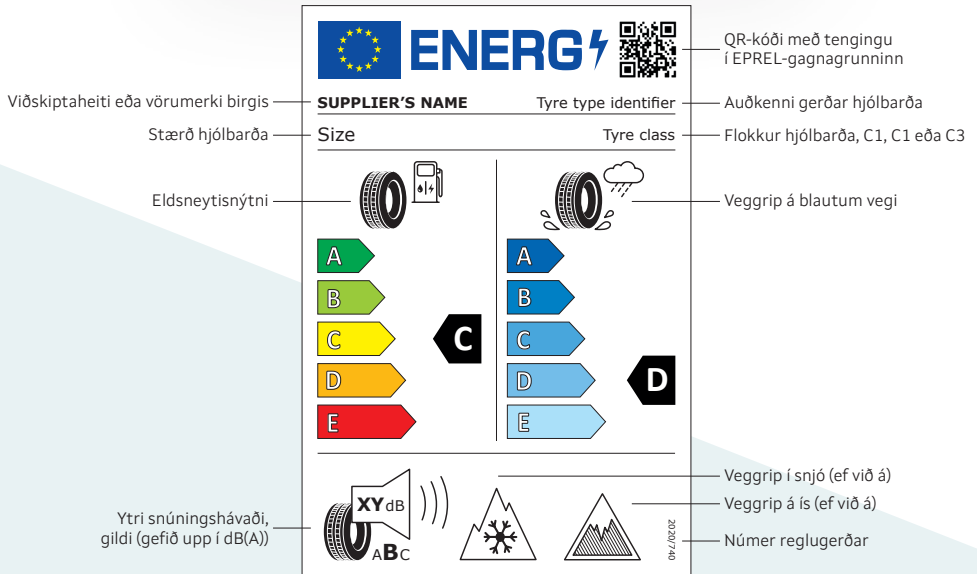 ENERG
QR-kóði með tengingu
í EPREL-gagnagrunninn
Viðskiptaheiti eða vörumerki birgis
SUPPLIER'S NAME
Tyre type identifier
Auðkenni gerðar hjólbarða
Stærð hjólbarða
Size
Tyre class
Flokkur hjólbarða, C1, C1 eða C3
Eldsneytisnýtni
Veggrip á blautum vegi
A
B
C
D
E
C
A
B
C
D
E
D
Ytri snúningshávaði,
gildi (gefið upp í dB(A))
XYdB
ABC
Veggrip í snjó (ef við á)
Veggrip á ís (ef við á)
2020/740
Númer reglugerðar